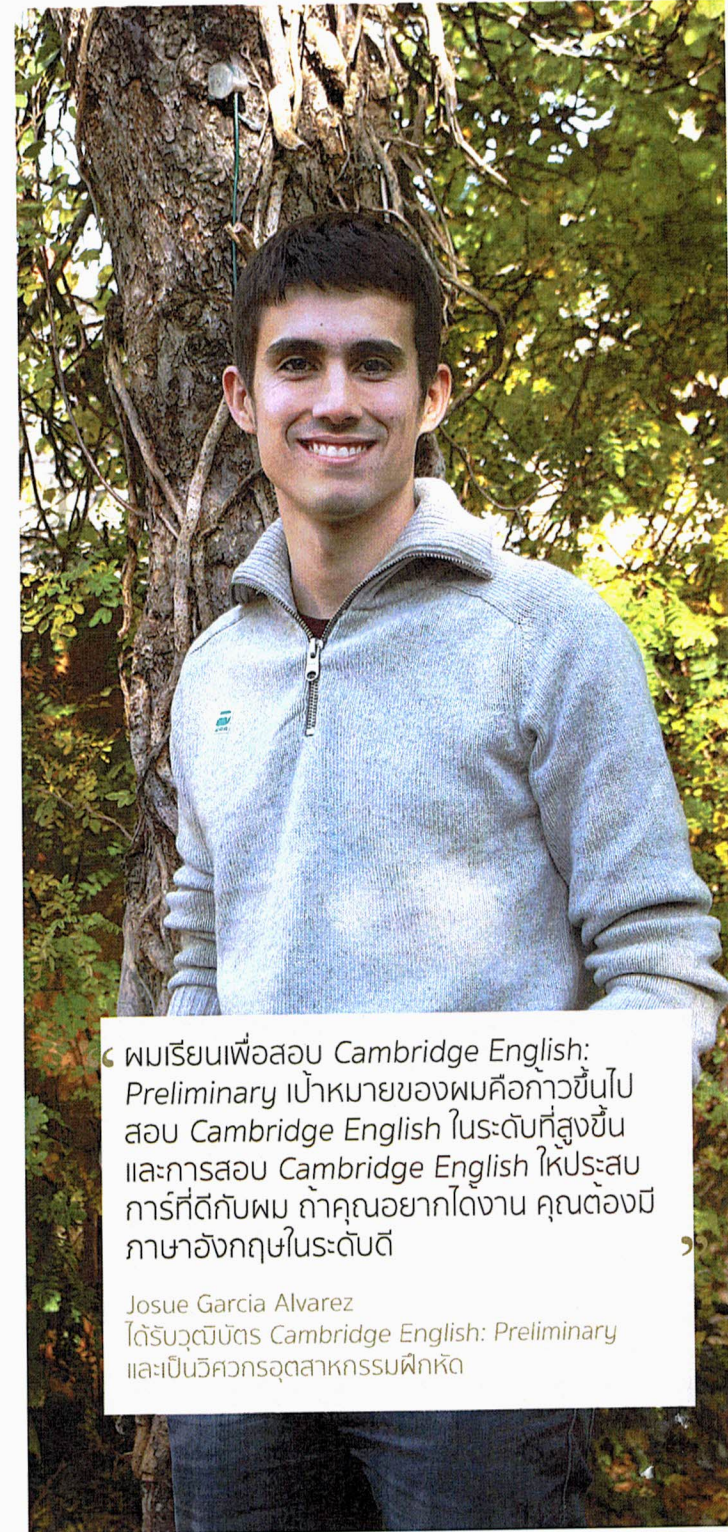 ‘ ผมเรียนเพื่อสอบ Cambridge English:
Preliminary เป้าหมายของผมคือก้าวขึ้นไป
สอบ Cambridge English ในระดับที่สูงขึ้น
และการสอบ Cambridge English ให้ประสบ
การ์ที่ดีกับผม ถ้าคุณอยากได้งาน คุณต้องมี
ภาษาอังกฤษในระดับดี ’
Josue Garcia Alvarez
ได้รับวุฒิบัตร Cambridge English: Preliminary
และเป็นวิศวกรอุตสาหกรรมฝึกหัด